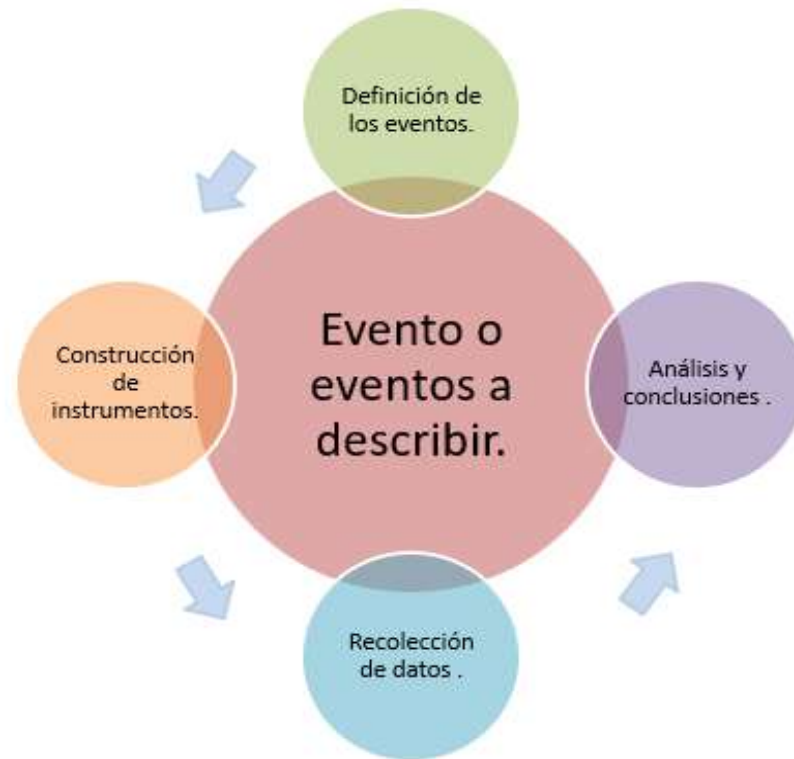 Definición de
los eventos.
Construcción
de
instrumentos.
Evento o
eventos a
describir.
Análisis y
conclusiones .
Recolección
de datos .